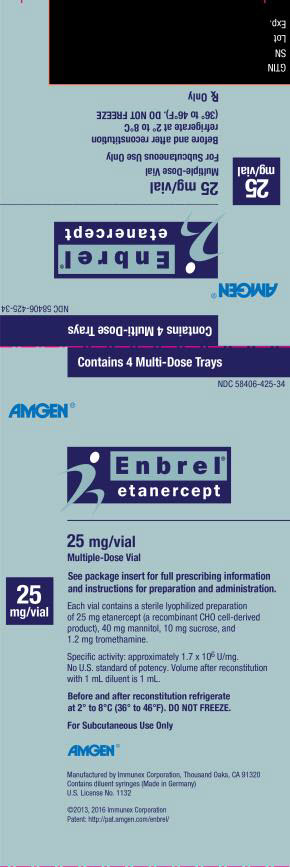 GTIN
SN
Lot
Exp.
AMGEN®
Enbrel®
etanercept
NDC 58406-425-34
25
mg/vial
25 mg/vial
Multiple-Dose Vial
For Subcutaneous Use Only
Before and after reconstitution
refrigerate at 2° to 8°C
(36° to 46°F). DO NOT FREEZE
℞ Only
Contains 4 Multi-Dose Trays
Contains 4 Multi-Dose Trays
NDC 58406-425-34
AMGEN®
Enbrel®
etanercept
25 mg/vial
Multiple-Dose Vial
25
mg/vial
See package insert for full prescribing information
and instructions for preparation and administration.
Each vial contains a sterile lyophilized preparation
of 25 mg etanercept (a recombinant CHO cell-derived
product), 40 mg mannitol, 10 mg sucrose, and
1.2 mg tromethamine.
Specific activity: approximately 1.7 x 10⁶ U/mg.
No U.S. standard of potency. Volume after reconstitution
with 1 mL diluent is 1 mL.
Before and after reconstitution refrigerate
at 2° to 8°C (36° to 46°F). DO NOT FREEZE.
For Subcutaneous Use Only
AMGEN®
Manufactured by Immunex Corporation, Thousand Oaks, CA 91320
Contains diluent syringes (Made in Germany)
U.S. License No. 1132
©2013, 2016 Immunex Corporation
Patent: http://pat.amgen.com/enbrel/